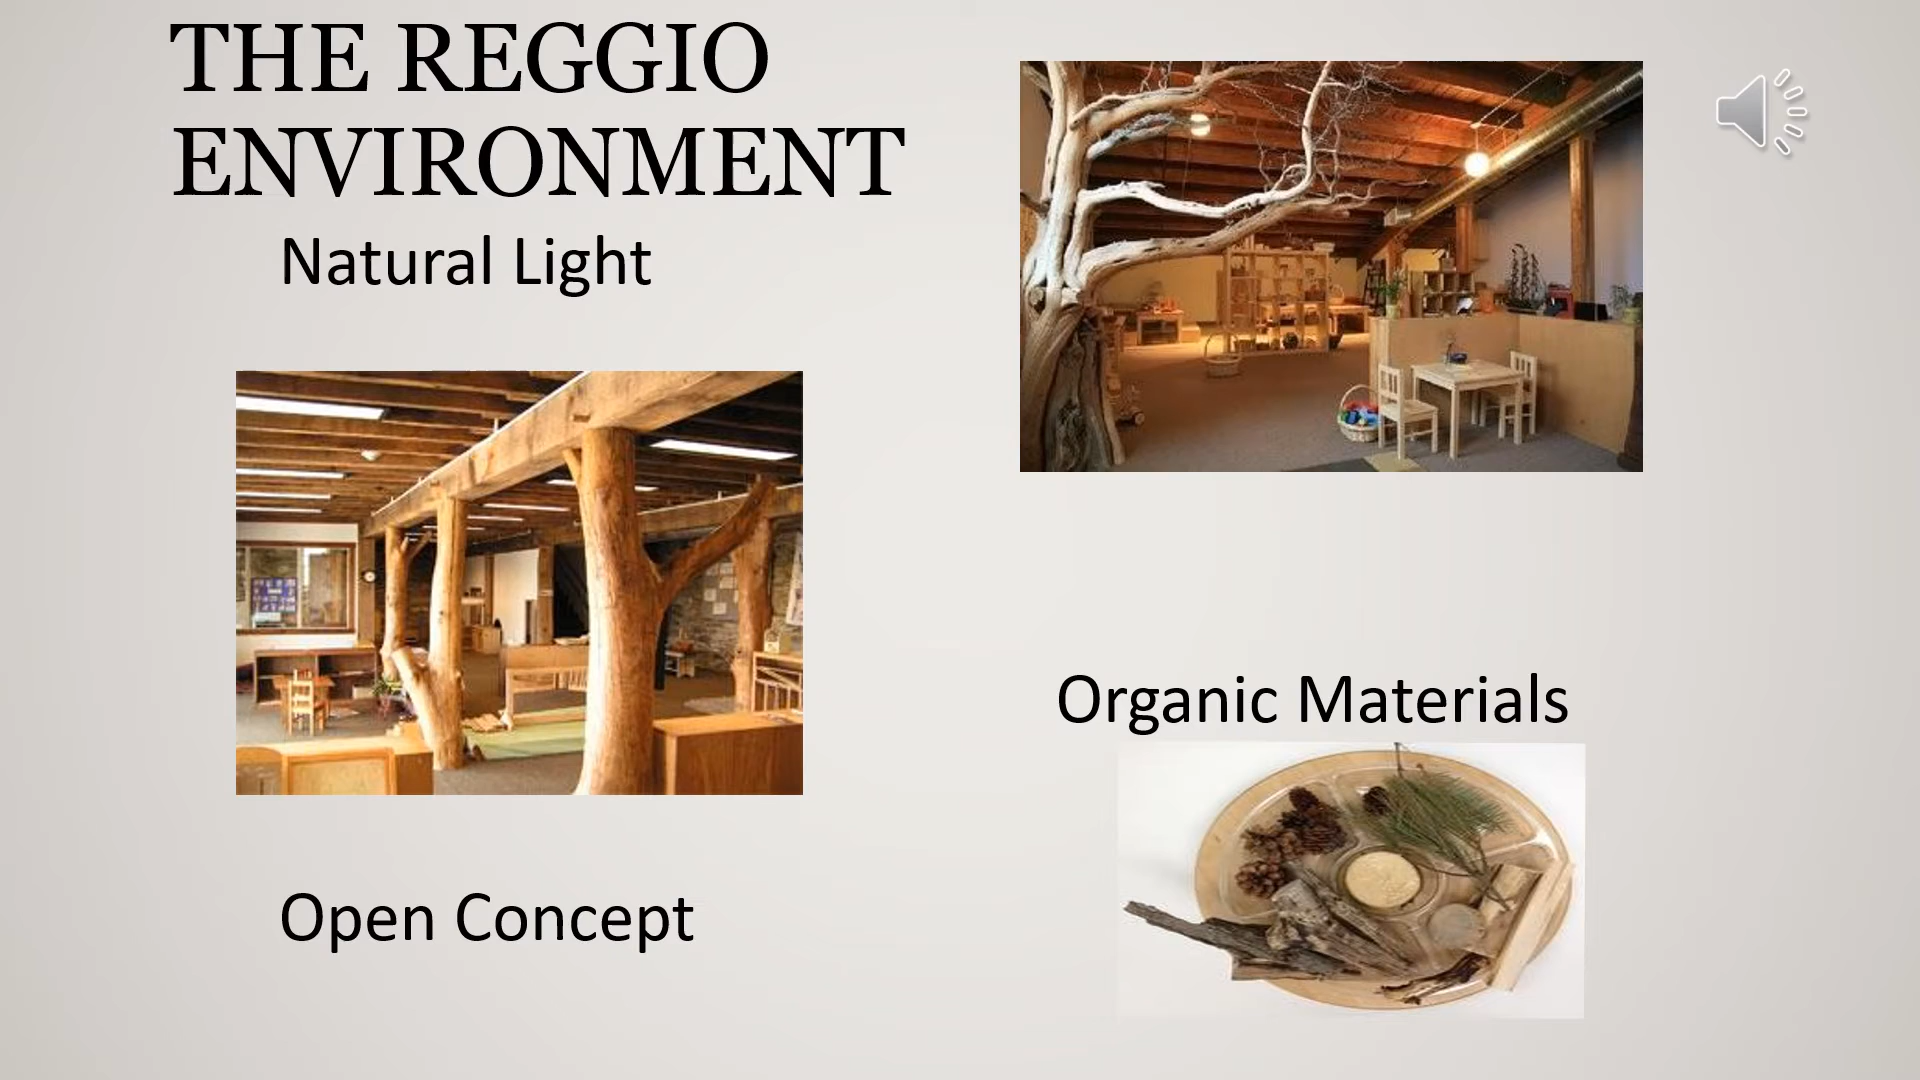 THE REGGIO
ENVIRONMENT
Natural Light
Organic Materials
Open Concept